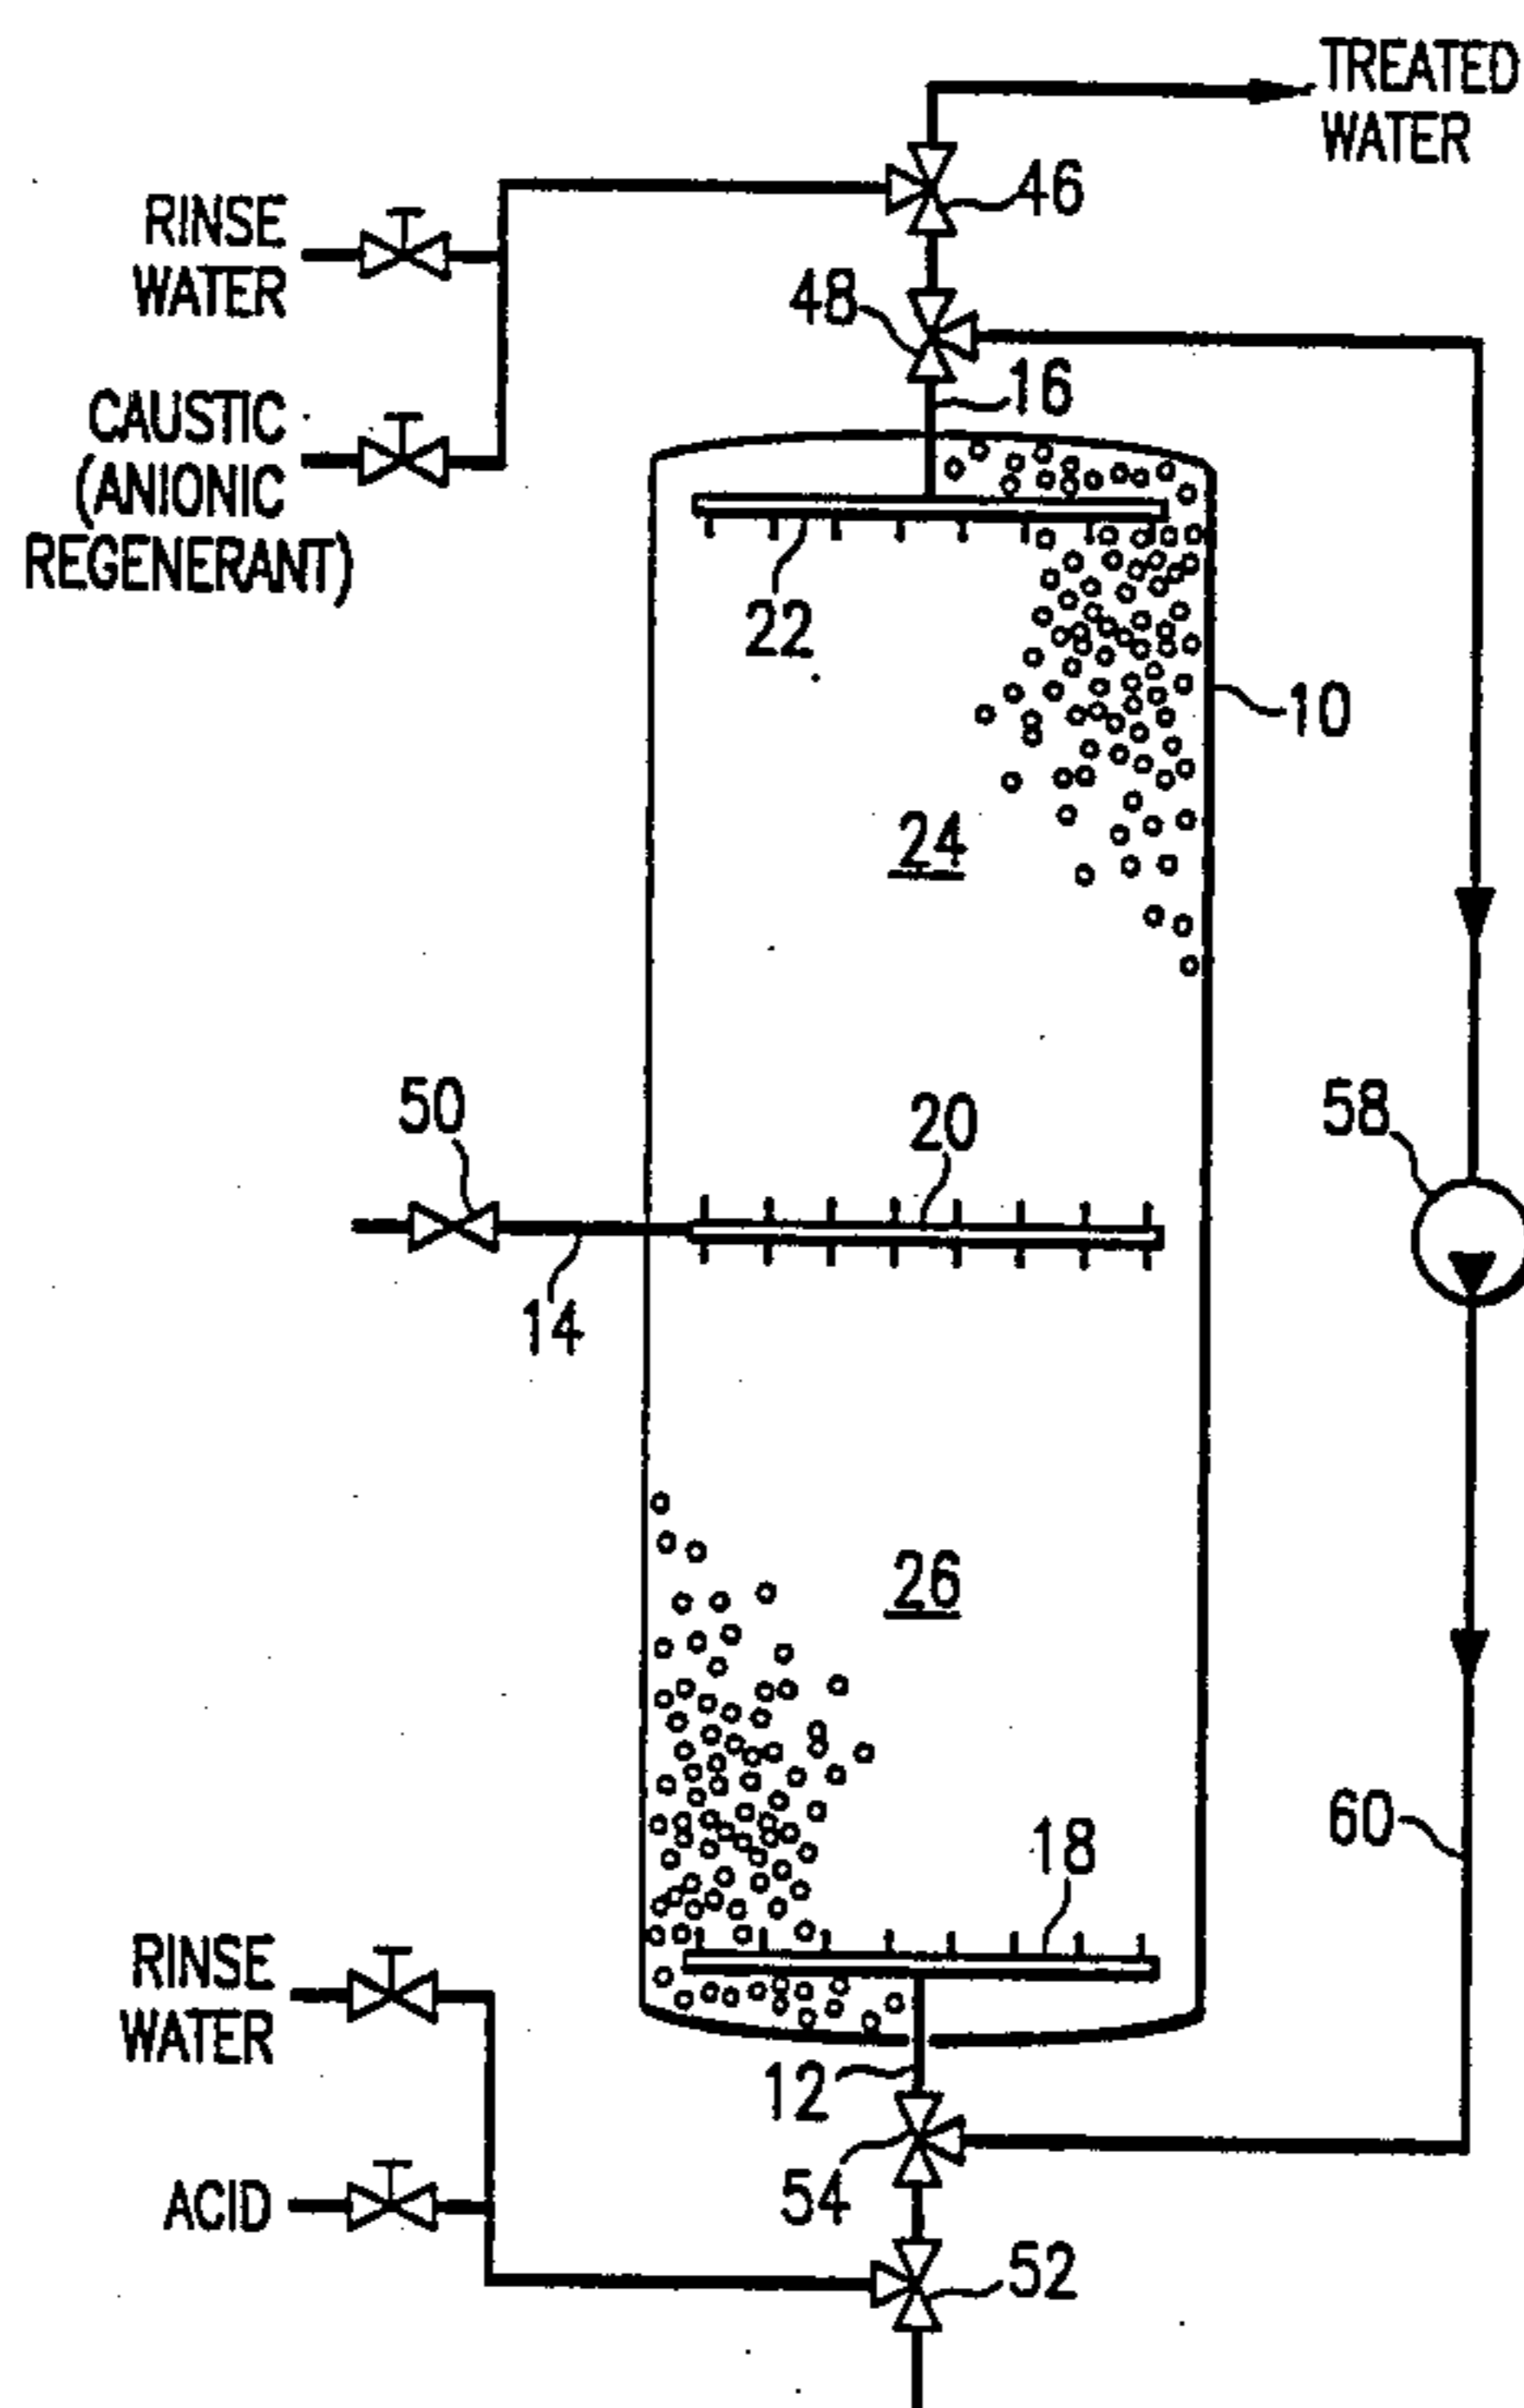 TREATED
WATER
46
RINSE
WATER
48
16
CAUSTIC
(ANIONIC
REGENERANT)
22
10
24
50
20
58
14
26
60
18
RINSE
WATER
12
54
ACID
52